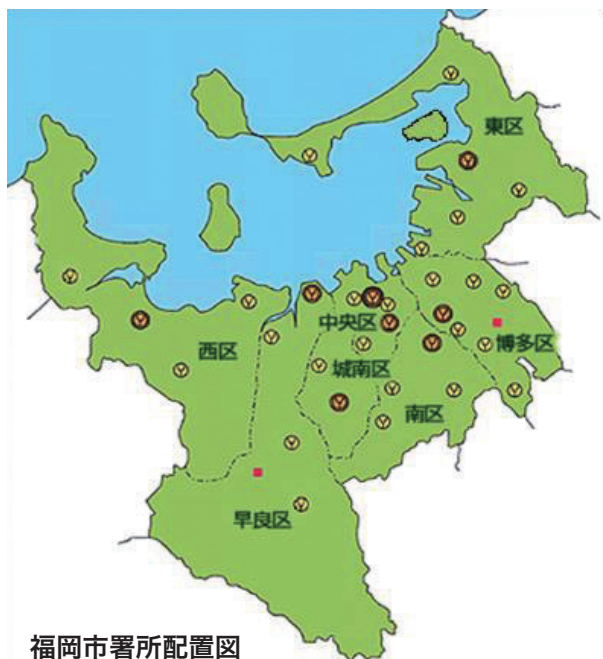 東区
中央区
博多区
西区
城南区
南区
早良区
福岡市署所配置図